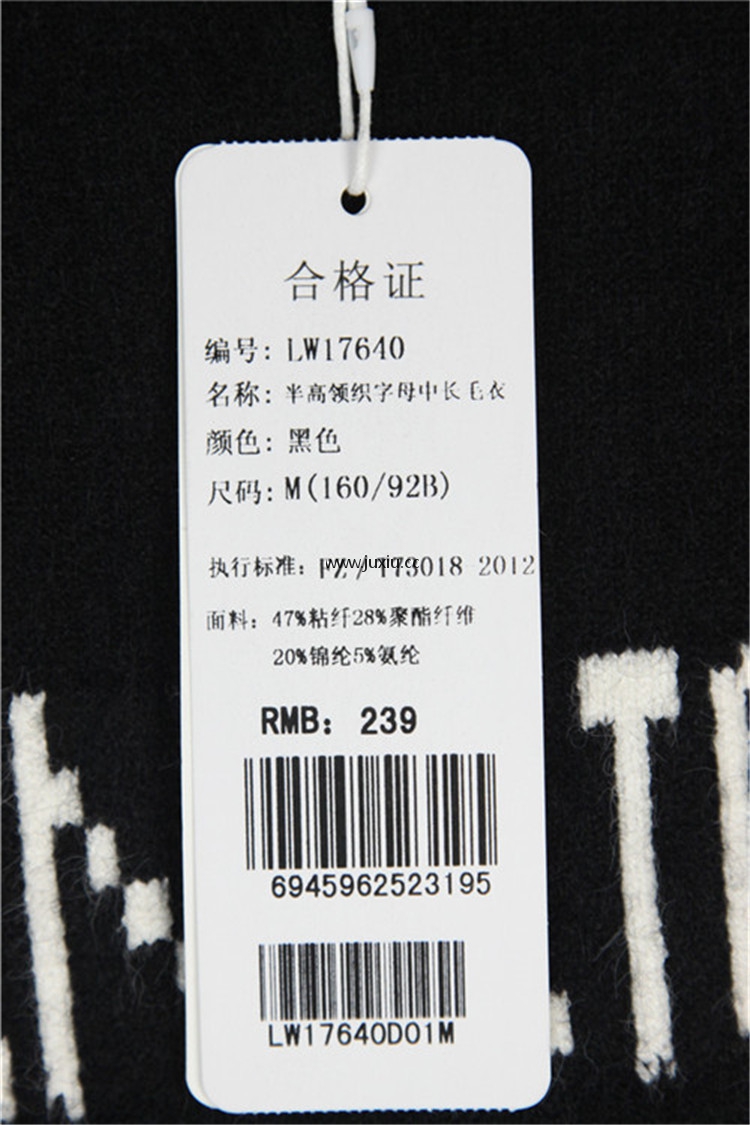 合格证
编号: LW17640
名称: 半高领织字母中长毛衣
颜色: 黑色
尺码: M(160/92B)
执行标准: FZ/T73018-2012
www.juxiu.cc
面料: 47%粘纤28%聚酯纤维
20%锦纶5%氨纶
RMB: 239
6945962523195
LW17640D01M